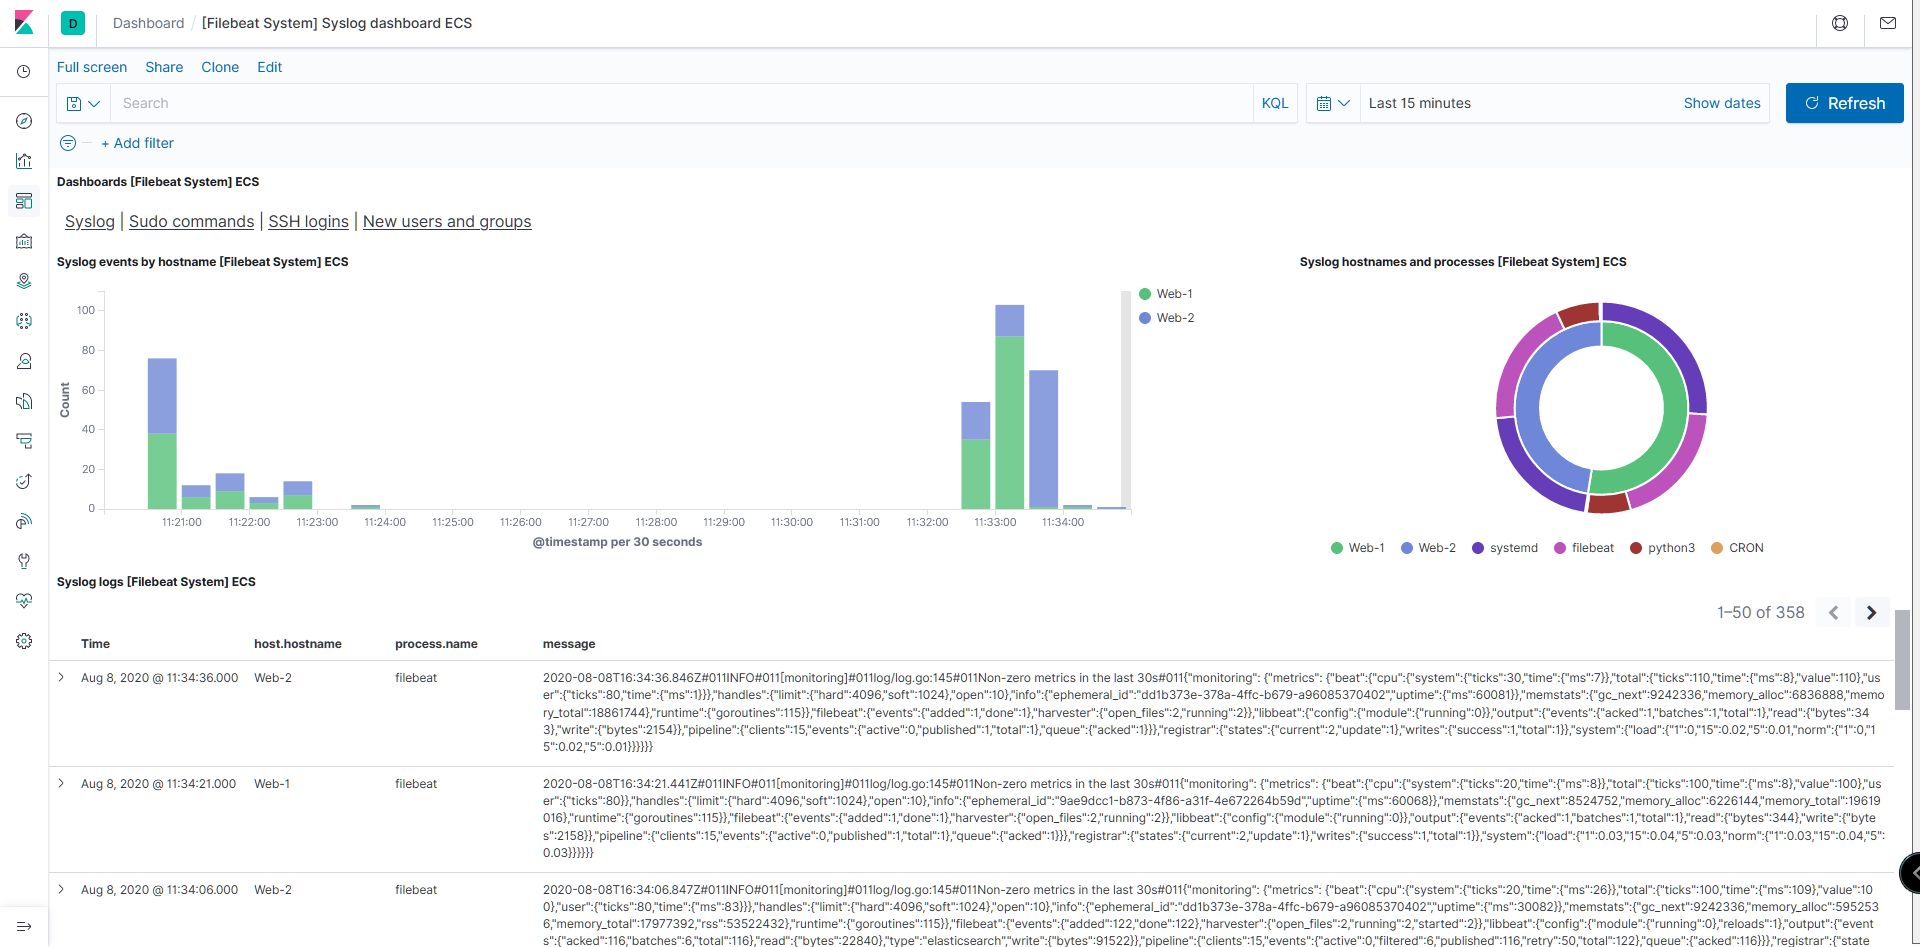 D Dashboard / [Filebeat System] Syslog dashboard ECS
Full screen Share Clone Edit
Search KQL Last 15 minutes Show dates Refresh
+ Add filter
Dashboards [Filebeat System] ECS
Syslog | Sudo commands | SSH logins | New users and groups
Syslog events by hostname [Filebeat System] ECS
100
80
60
40
20
0
Count
11:21:00 11:22:00 11:23:00 11:24:00 11:25:00 11:26:00 11:27:00 11:28:00 11:29:00 11:30:00 11:31:00 11:32:00 11:33:00 11:34:00
@timestamp per 30 seconds
Web-1
Web-2
Syslog hostnames and processes [Filebeat System] ECS
Web-1 Web-2 systemd filebeat python3 CRON
Syslog logs [Filebeat System] ECS
1–50 of 358
Time host.hostname process.name message
Aug 8, 2020 @ 11:34:36.000 Web-2 filebeat 2020-08-08T16:34:36.846Z#011INFO#011[monitoring]#011log/log.go:145#011Non-zero metrics in the last 30s#011{"monitoring": {"metrics": {"beat":{"cpu":{"system":{"ticks":30,"time":{"ms":7}},"total":{"ticks":110,"time":{"ms":8},"value":110},"us
er":{"ticks":80,"time":{"ms":1}}},"handles":{"limit":{"hard":4096,"soft":1024},"open":10},"info":{"ephemeral_id":"dd1b373e-378a-4ffc-b679-a96085370402","uptime":{"ms":60081}},"memstats":{"gc_next":9242336,"memory_alloc":6836888,"memo
ry_total":18861744},"runtime":{"goroutines":115}},"filebeat":{"events":{"added":1,"done":1},"harvester":{"open_files":2,"running":2}},"libbeat":{"config":{"module":{"running":0}},"output":{"events":{"acked":1,"batches":1,"total":1},"read":{"bytes":34
3},"write":{"bytes":2154}},"pipeline":{"clients":15,"events":{"active":0,"published":1,"total":1},"queue":{"acked":1}}},"registrar":{"states":{"current":2,"update":1},"writes":{"success":1,"total":1}},"system":{"load":{"1":0,"15":0.02,"5":0.01,"norm":{"1":0,"1
5":0.02,"5":0.01}}}}}}
Aug 8, 2020 @ 11:34:21.000 Web-1 filebeat 2020-08-08T16:34:21.441Z#011INFO#011[monitoring]#011log/log.go:145#011Non-zero metrics in the last 30s#011{"monitoring": {"metrics": {"beat":{"cpu":{"system":{"ticks":20,"time":{"ms":8}},"total":{"ticks":100,"time":{"ms":8},"value":100},"us
er":{"ticks":80}},"handles":{"limit":{"hard":4096,"soft":1024},"open":10},"info":{"ephemeral_id":"9ae9dcc1-b873-4f86-a31f-4e672264b59d","uptime":{"ms":60068}},"memstats":{"gc_next":8524752,"memory_alloc":6226144,"memory_total":19619
016},"runtime":{"goroutines":115}},"filebeat":{"events":{"added":1,"done":1},"harvester":{"open_files":2,"running":2}},"libbeat":{"config":{"module":{"running":0}},"output":{"events":{"acked":1,"batches":1,"total":1},"read":{"bytes":344},"write":{"byte
s":2158}},"pipeline":{"clients":15,"events":{"active":0,"published":1,"total":1},"queue":{"acked":1}}},"registrar":{"states":{"current":2,"update":1},"writes":{"success":1,"total":1}},"system":{"load":{"1":0.03,"15":0.04,"5":0.03,"norm":{"1":0.03,"15":0.04,"5":
0.03}}}}}}
Aug 8, 2020 @ 11:34:06.000 Web-2 filebeat 2020-08-08T16:34:06.847Z#011INFO#011[monitoring]#011log/log.go:145#011Non-zero metrics in the last 30s#011{"monitoring": {"metrics": {"beat":{"cpu":{"system":{"ticks":20,"time":{"ms":26}},"total":{"ticks":100,"time":{"ms":109},"value":10
0},"user":{"ticks":80,"time":{"ms":83}}},"handles":{"limit":{"hard":4096,"soft":1024},"open":10},"info":{"ephemeral_id":"dd1b373e-378a-4ffc-b679-a96085370402","uptime":{"ms":30082}},"memstats":{"gc_next":9242336,"memory_alloc":595253
6,"memory_total":17977392,"rss":53522432},"runtime":{"goroutines":115}},"filebeat":{"events":{"added":122,"done":122},"harvester":{"open_files":2,"running":2,"started":2}},"libbeat":{"config":{"module":{"running":0},"reloads":1},"output":{"event
s":{"acked":116,"batches":6,"total":116},"read":{"bytes":22840},"type":"elasticsearch","write":{"bytes":91522}},"pipeline":{"clients":15,"events":{"active":0,"filtered":6,"published":116,"retry":50,"total":122},"queue":{"acked":116}}},"registrar":{"state